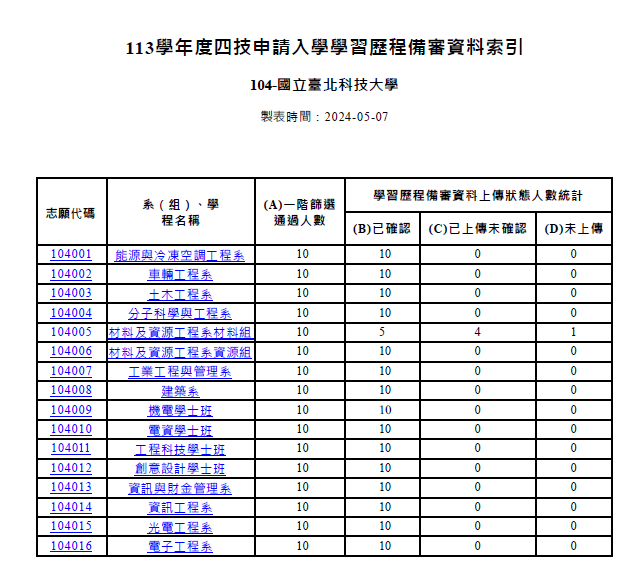 113學年度四技申請入學學習歷程備審資料索引
104-國立臺北科技大學
製表時間：2024-05-07
志願代碼 系（組）、學程名稱 (A)一階篩選通過人數 學習歷程備審資料上傳狀態人數統計
(B)已確認 (C)已上傳未確認 (D)未上傳
104001 能源與冷凍空調工程系 10 10 0 0
104002 車輛工程系 10 10 0 0
104003 土木工程系 10 10 0 0
104004 分子科學與工程系 10 10 0 0
104005 材料及資源工程系材料組 10 5 4 1
104006 材料及資源工程系資源組 10 10 0 0
104007 工業工程與管理系 10 10 0 0
104008 建築系 10 10 0 0
104009 機電學士班 10 10 0 0
104010 電資學士班 10 10 0 0
104011 工程科技學士班 10 10 0 0
104012 創意設計學士班 10 10 0 0
104013 資訊與財金管理系 10 10 0 0
104014 資訊工程系 10 10 0 0
104015 光電工程系 10 10 0 0
104016 電子工程系 10 10 0 0